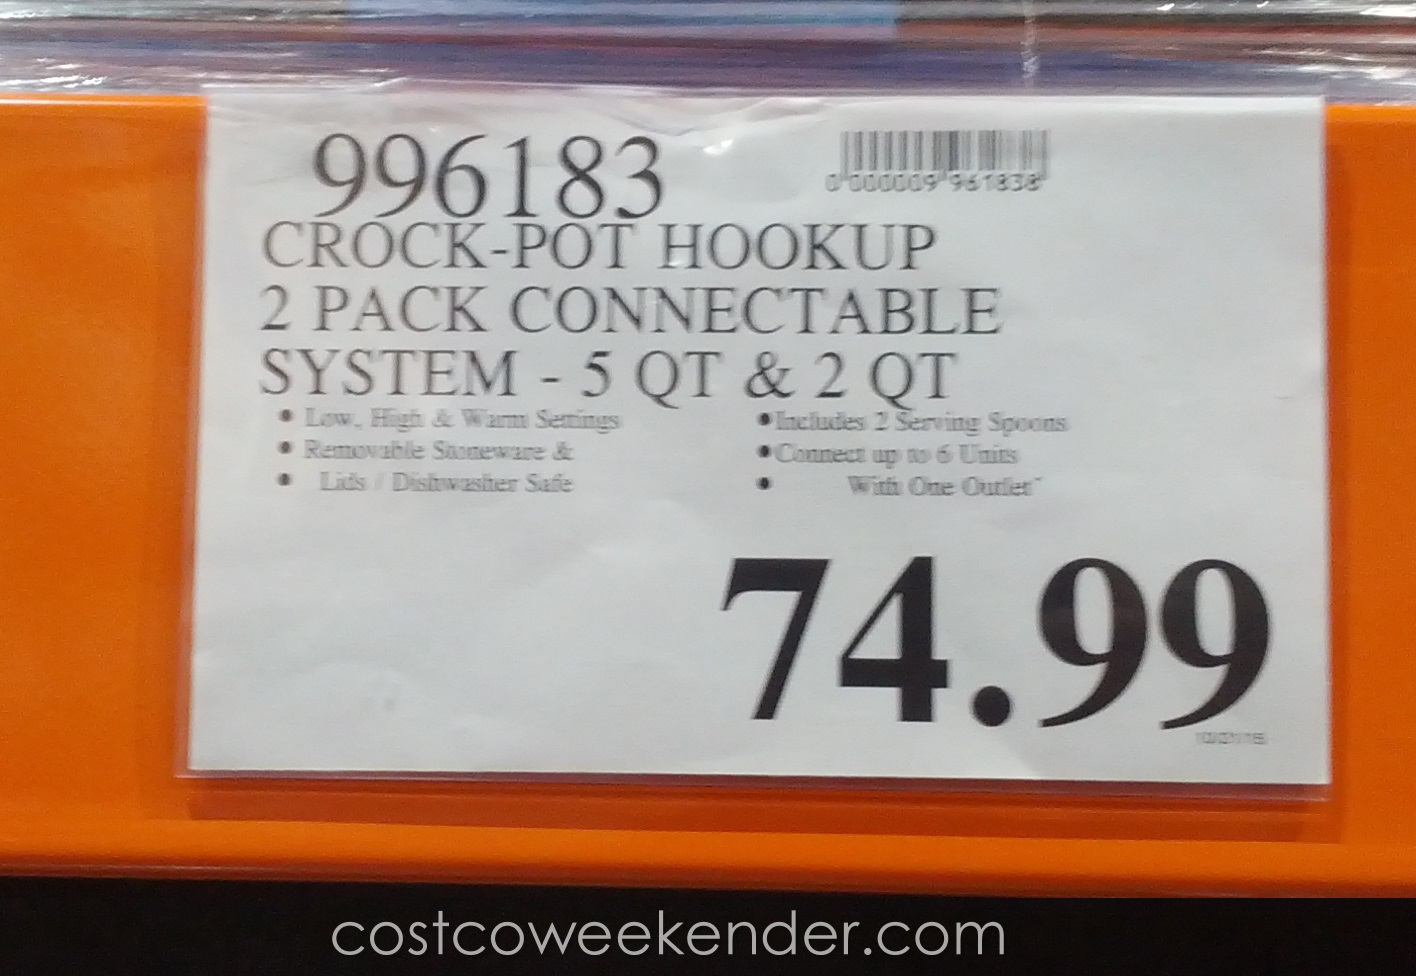 996183
0 000009 961838
CROCK-POT HOOKUP
2 PACK CONNECTABLE
SYSTEM - 5 QT & 2 QT
• Low, High & Warm Settings
• Removable Stoneware &
• Lids / Dishwasher Safe
• Includes 2 Serving Spoons
• Connect up to 6 Units
• With One Outlet"
74.99
costcoweekender.com